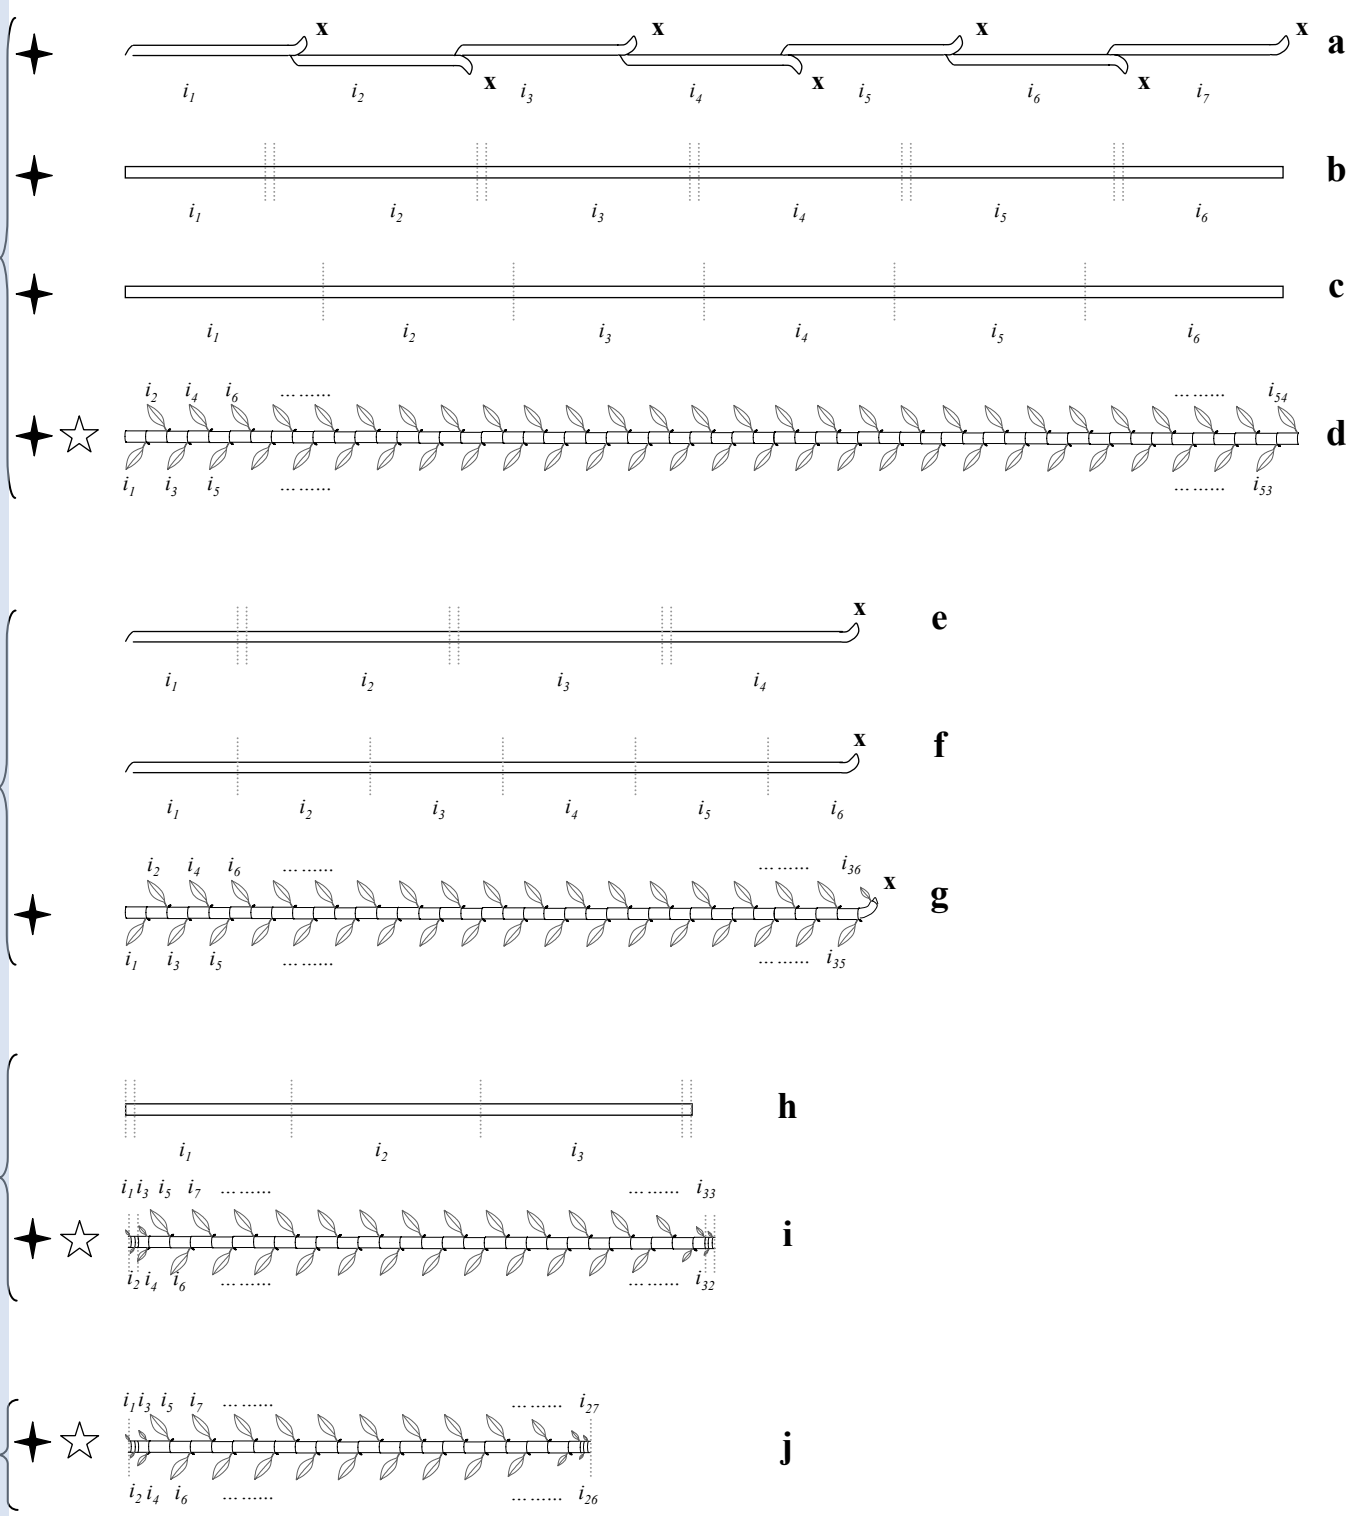 x x x x a
x x x
i1 i2 i3 i4 i5 i6 i7
b
i1 i2 i3 i4 i5 i6
c
i1 i2 i3 i4 i5 i6
i2 i4 i6 ......... ......... i54
d
i1 i3 i5 ......... ......... i53
x
e
i1 i2 i3 i4
x
f
i1 i2 i3 i4 i5 i6
i2 i4 i6 ......... ......... i36
x g
i1 i3 i5 ......... ......... i35
h
i1 i2 i3
i1 i3 i5 i7 ......... ......... i33
i
i2 i4 i6 ......... ......... i32
i1 i3 i5 i7 ......... ......... i27
j
i2 i4 i6 ......... ......... i26